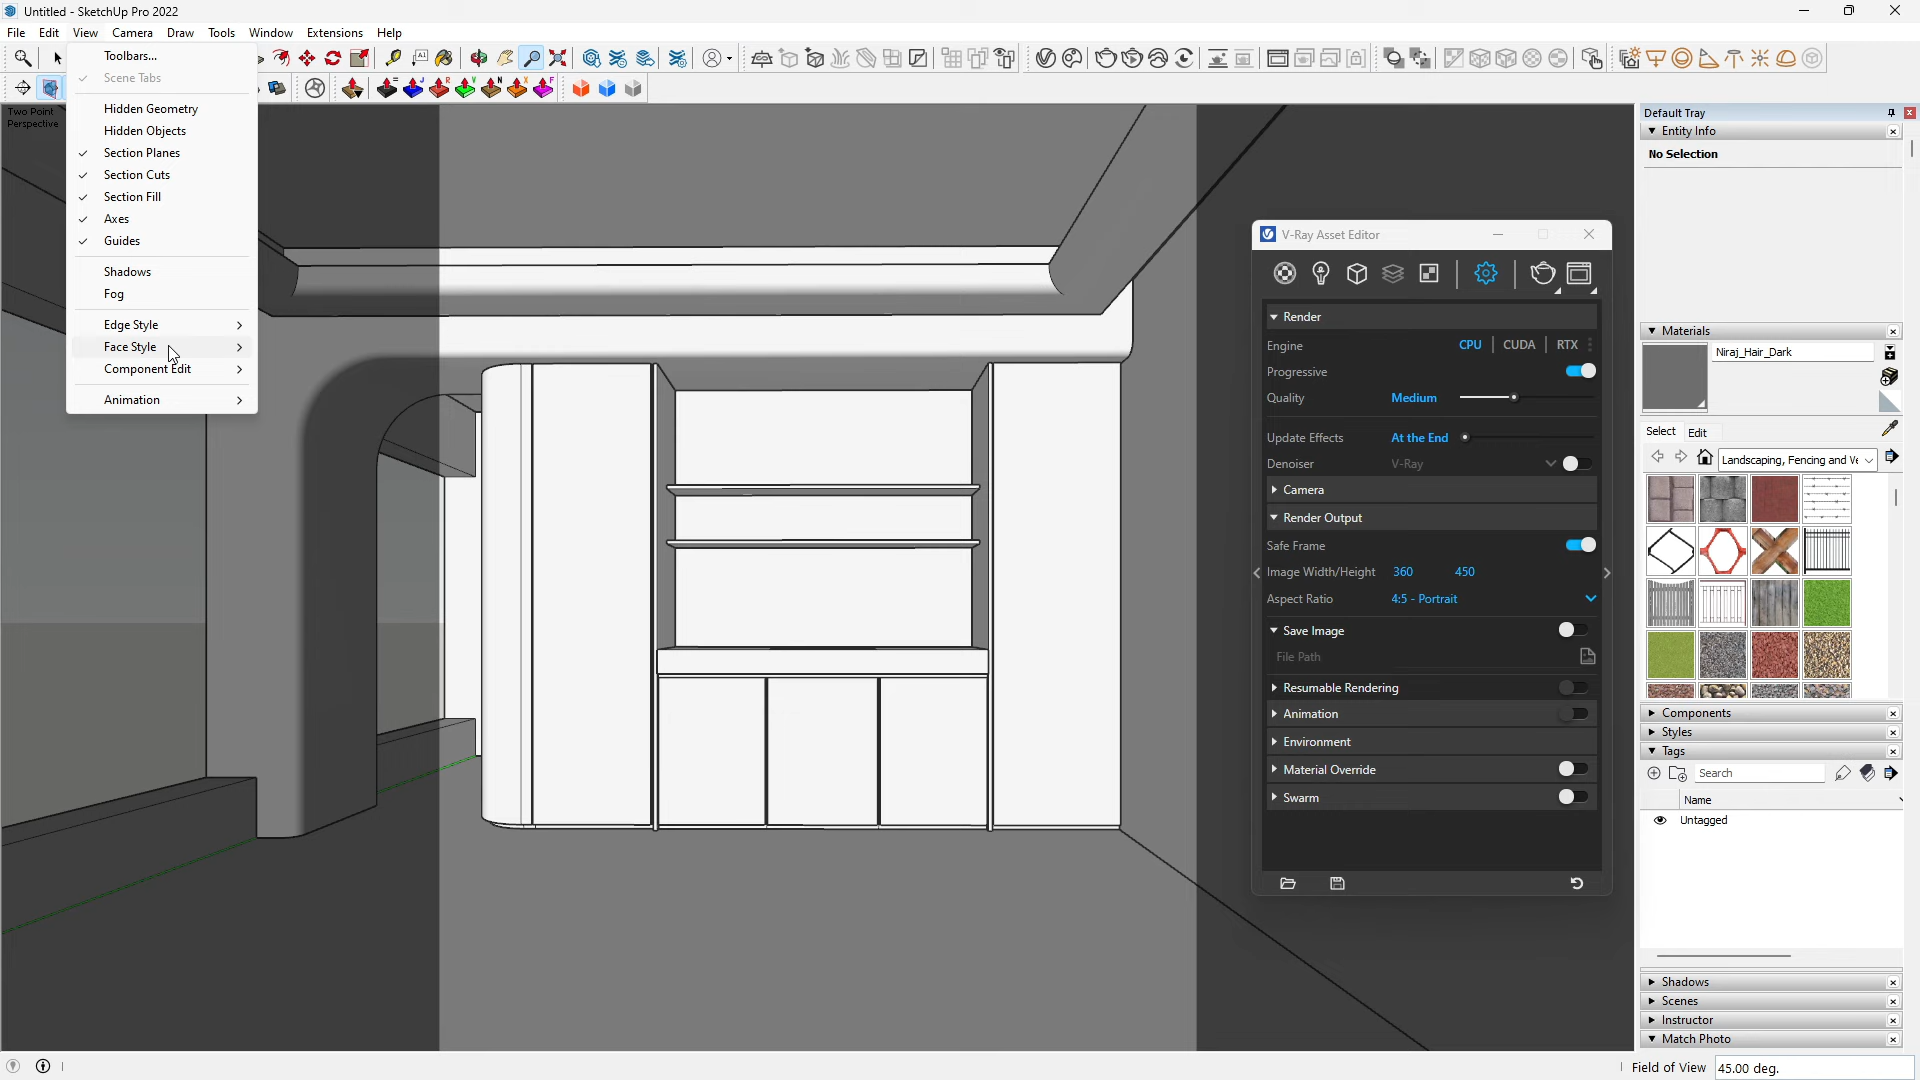 Untitled - SketchUp Pro 2022
File Edit View Camera Draw Tools Window Extensions Help
Toolbars...
Scene Tabs
Hidden Geometry
Hidden Objects
Section Planes
Section Cuts
Section Fill
Axes
Guides
Shadows
Fog
Edge Style
Face Style
Component Edit
Animation
Two Point
Perspective
V-Ray Asset Editor
Render
Engine CPU CUDA RTX
Progressive
Quality Medium
Update Effects At the End
Denoiser V-Ray
Camera
Render Output
Safe Frame
Image Width/Height 360 450
Aspect Ratio 4:5 - Portrait
Save Image
File Path
Resumable Rendering
Animation
Environment
Material Override
Swarm
Default Tray
Entity Info
No Selection
Materials
Niraj_Hair_Dark
Select Edit
Landscaping, Fencing and Ve
Components
Styles
Tags
Search
Name
Untagged
Shadows
Scenes
Instructor
Match Photo
Field of View 45.00 deg.